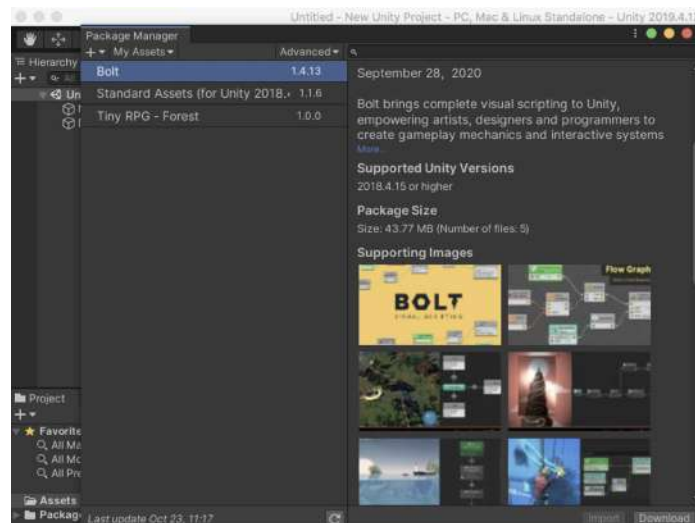 Untitled - New Unity Project - PC, Mac & Linux Standalone - Unity 2019.4.1
Package Manager
Hierarchy
My Assets
Advanced
All
Un
Bolt 1.4.13
Standard Assets (for Unity 2018. 1.1.6
Tiny RPG - Forest 1.0.0
September 28, 2020
Bolt brings complete visual scripting to Unity,
empowering artists, designers and programmers to
create gameplay mechanics and interactive systems
More...
Supported Unity Versions
2018.4.15 or higher
Package Size
Size: 43.77 MB (Number of files: 5)
Supporting Images
BOLT
Flow Graph
Project
Favorite
All Ma
All Mo
All Pre
Assets
Packag
Last update Oct 23, 11:17
Import
Download